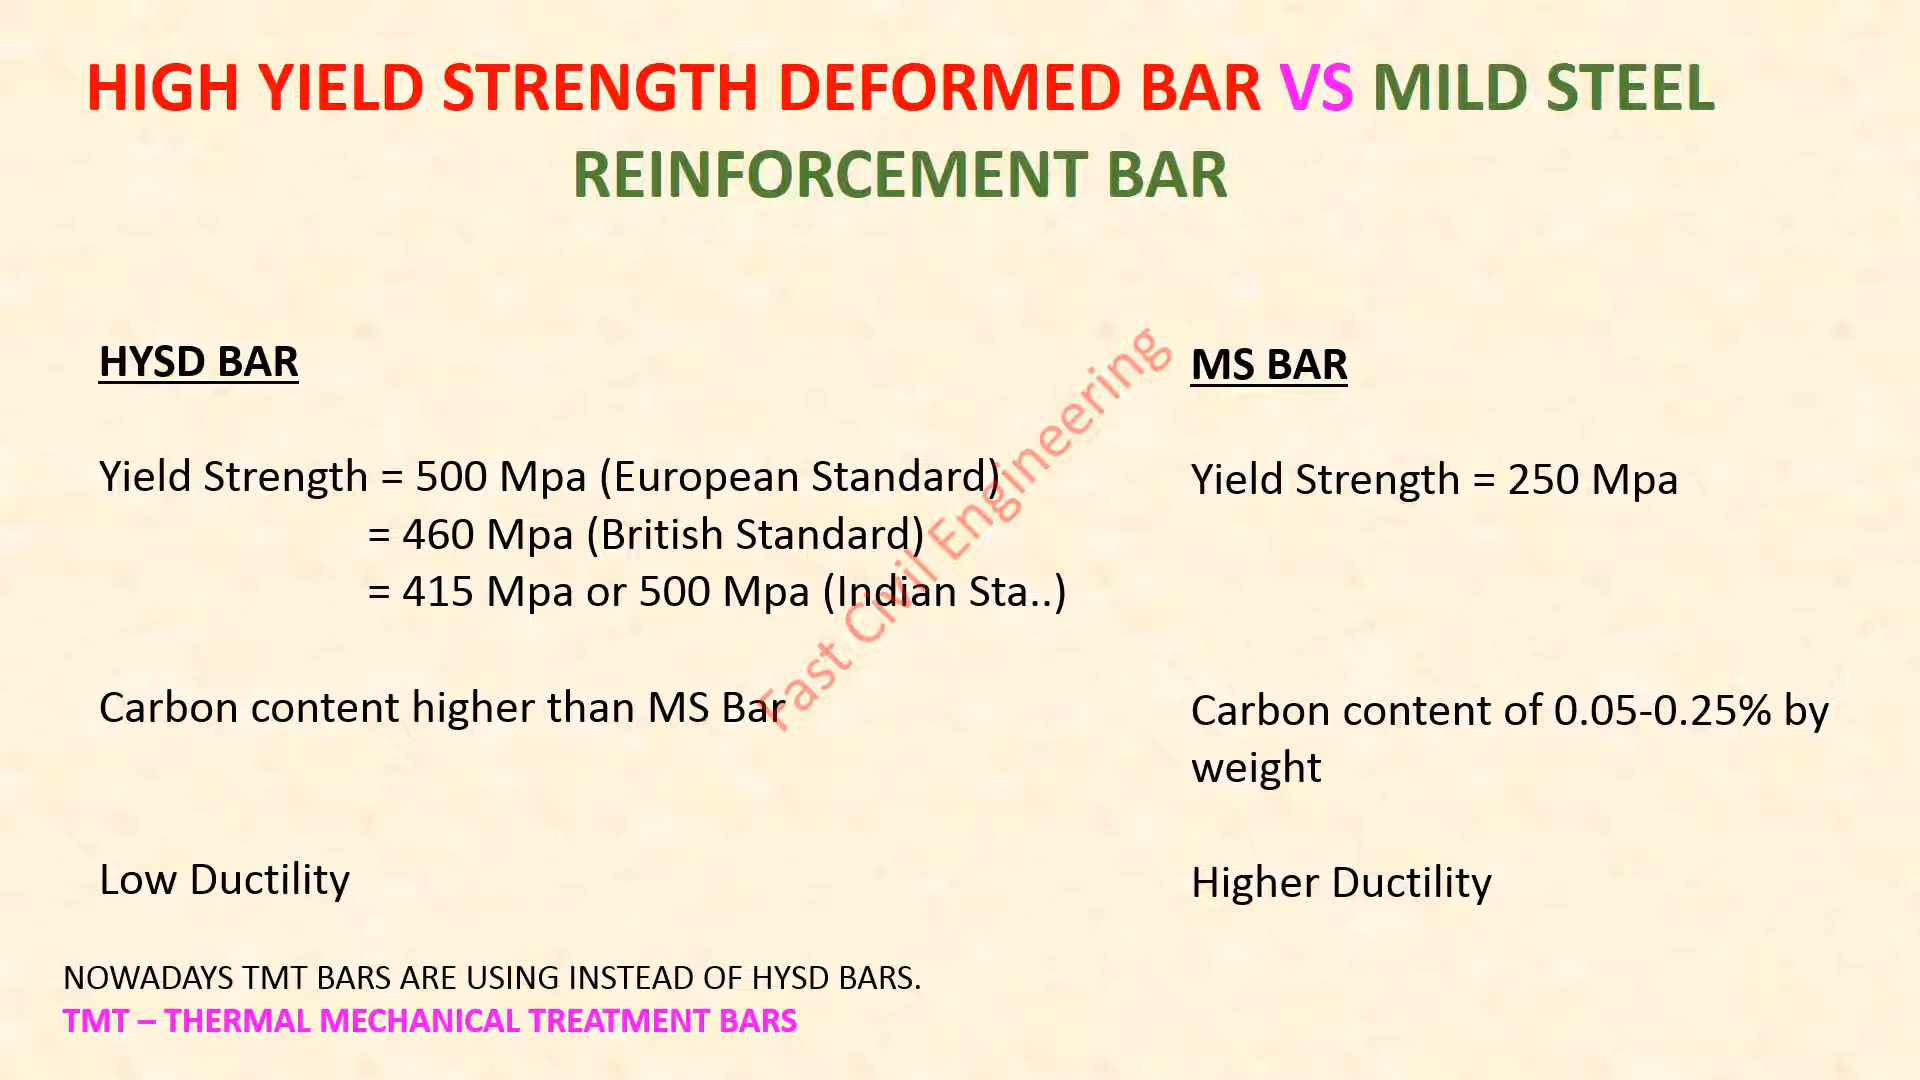 HIGH YIELD STRENGTH DEFORMED BAR VS MILD STEEL
REINFORCEMENT BAR
HYSD BAR
Yield Strength = 500 Mpa (European Standard)
= 460 Mpa (British Standard)
= 415 Mpa or 500 Mpa (Indian Sta..)
Carbon content higher than MS Bar
Low Ductility
MS BAR
Yield Strength = 250 Mpa
Carbon content of 0.05-0.25% by
weight
Higher Ductility
Fast Civil Engineering
NOWADAYS TMT BARS ARE USING INSTEAD OF HYSD BARS.
TMT – THERMAL MECHANICAL TREATMENT BARS